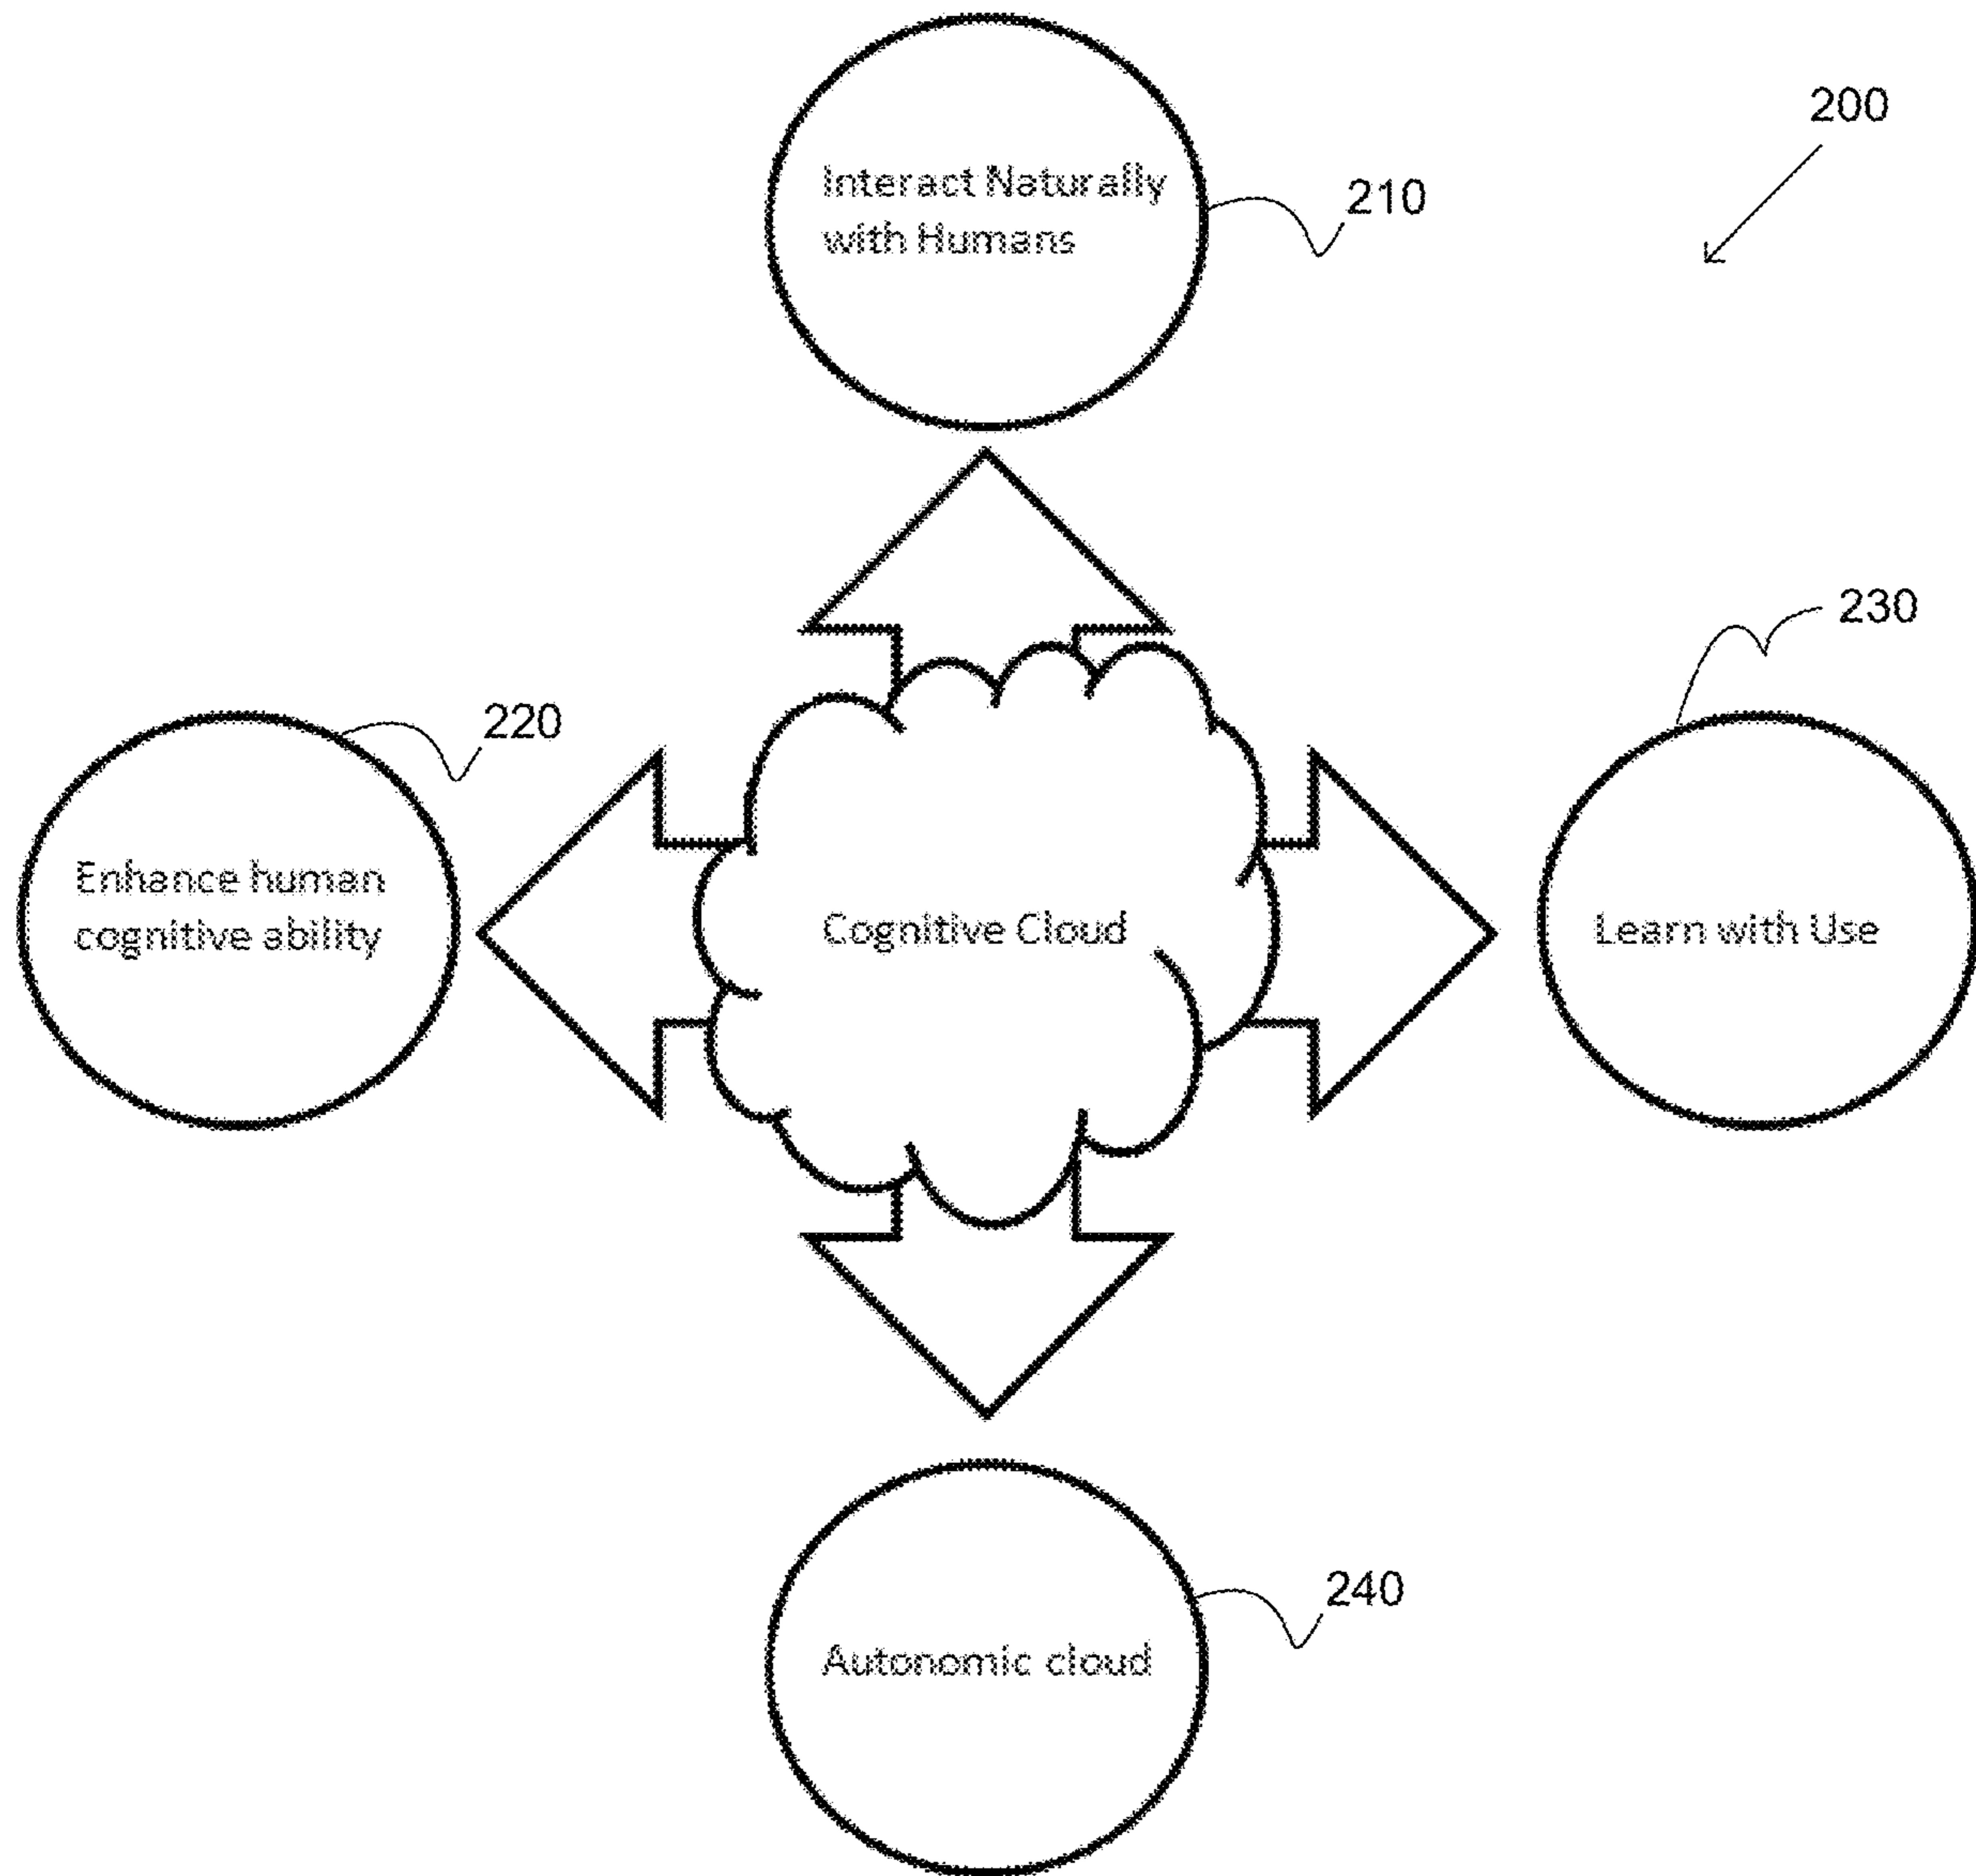 200
Interact Naturally
with Humans
210
230
220
Enhance human
cognitive ability
Cognitive Cloud
Learn with Use
240
Autonomic cloud